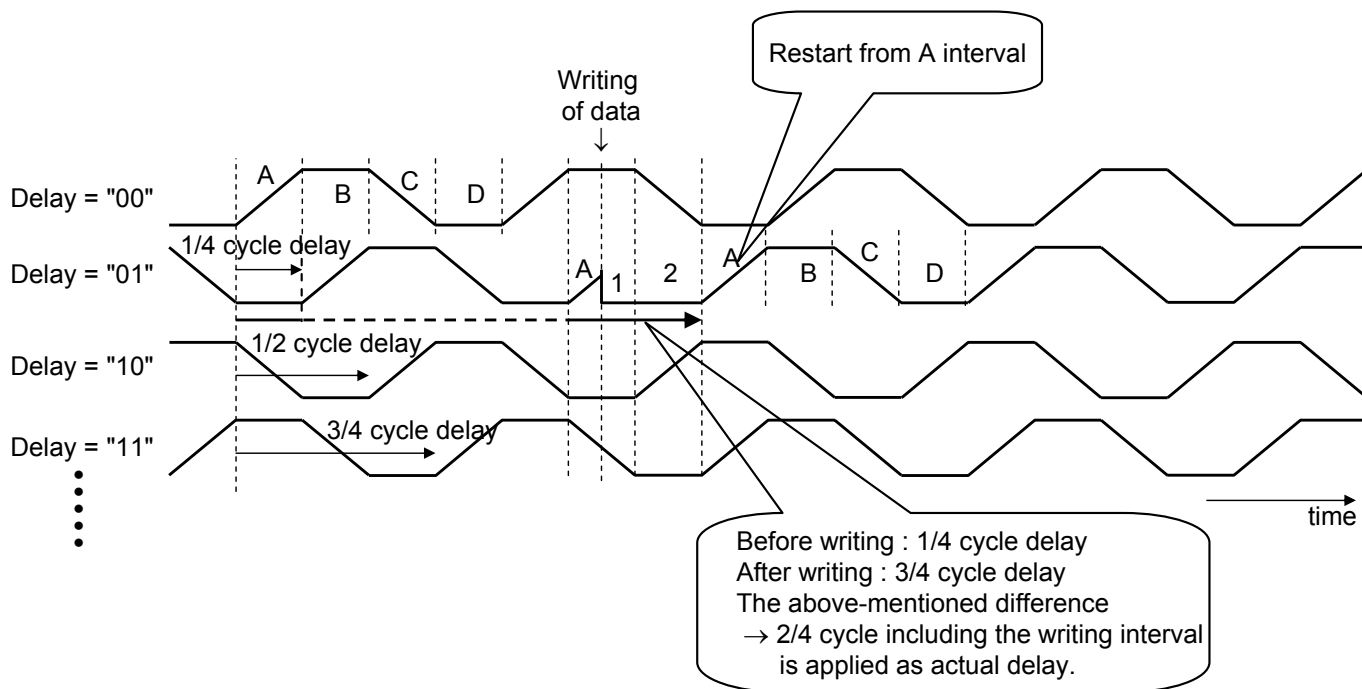 Restart from A interval
Writing
of data
↓
A
B
C
D
Delay = "00"
1/4 cycle delay
Delay = "01"
A
1
2
A
B
C
D
1/2 cycle delay
Delay = "10"
3/4 cycle delay
Delay = "11"
time
Before writing : 1/4 cycle delay
After writing : 3/4 cycle delay
The above-mentioned difference
→ 2/4 cycle including the writing interval
is applied as actual delay.